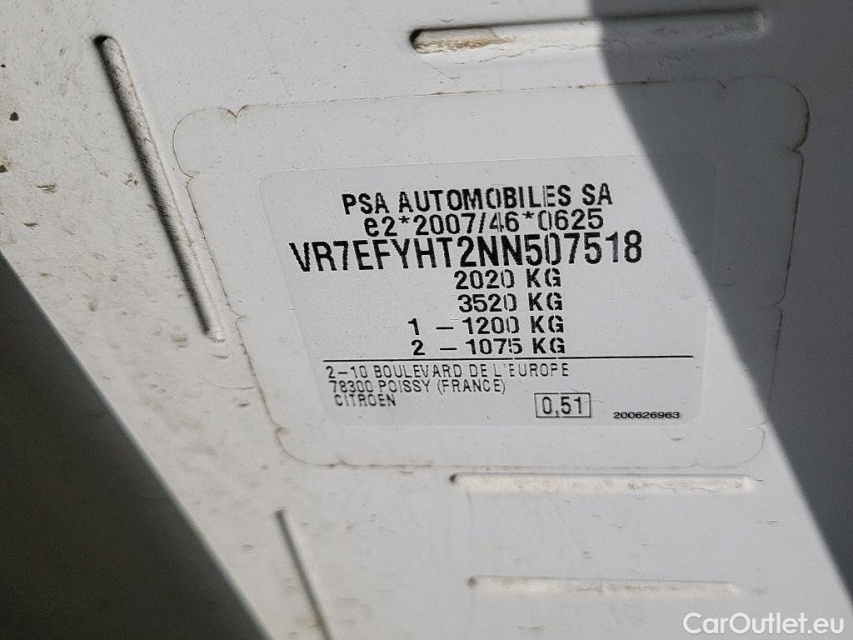 PSA AUTOMOBILES SA
e2*2007/46*0625
VR7EFYHT2NN507518
2020 KG
3520 KG
1 - 1200 KG
2 - 1075 KG
2-10 BOULEVARD DE L'EUROPE
78300 POISSY (FRANCE)
CITROEN
0,51
200626963
CarOutlet.eu